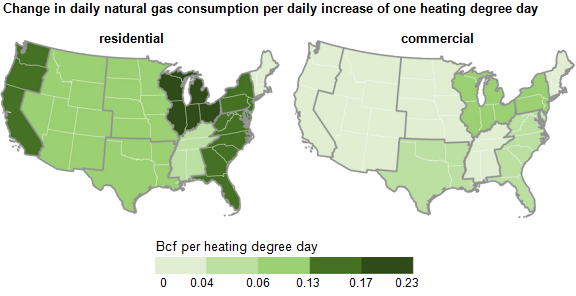 Change in daily natural gas consumption per daily increase of one heating degree day
residential
commercial
Bcf per heating degree day
0 0.04 0.06 0.13 0.17 0.23